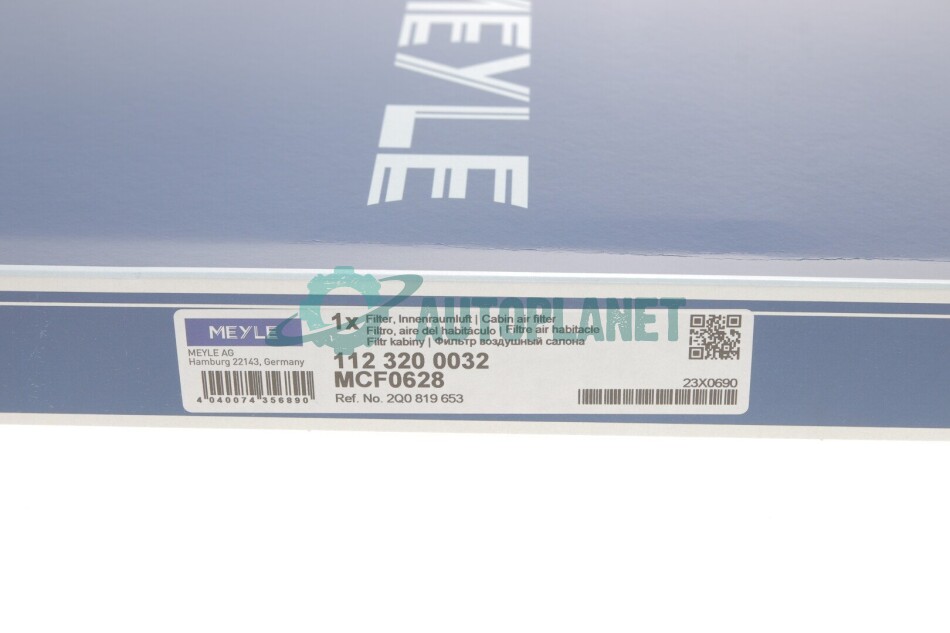 MEYLE
AUTOPLANET
MEYLE
MEYLE AG
Hamburg 22143, Germany
4 040074 356890
1x Filter, Innenraumluft | Cabin air filter
Filtro, aire del habitáculo | Filtre air habitacle
Filtr kabiny | Фильтр воздушный салона
112 320 0032
MCF0628
Ref. No. 2Q0 819 653
23X0690